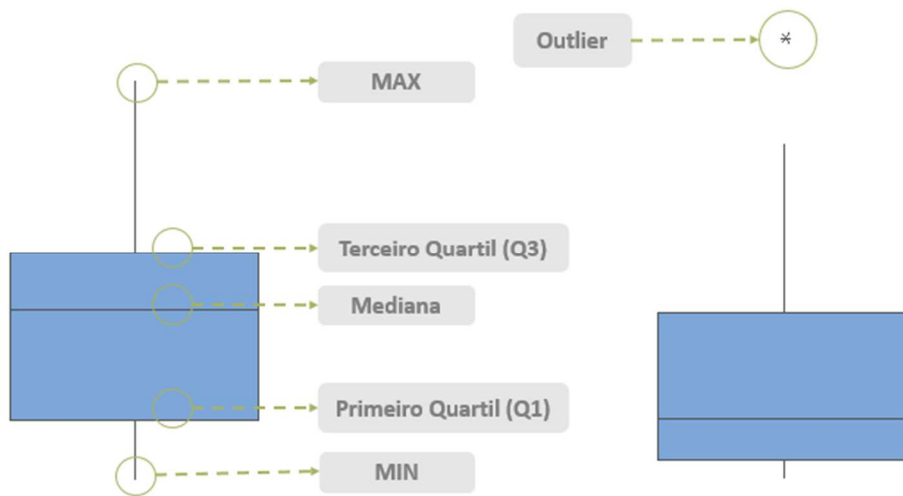 Outlier
*
MAX
Terceiro Quartil (Q3)
Mediana
Primeiro Quartil (Q1)
MIN